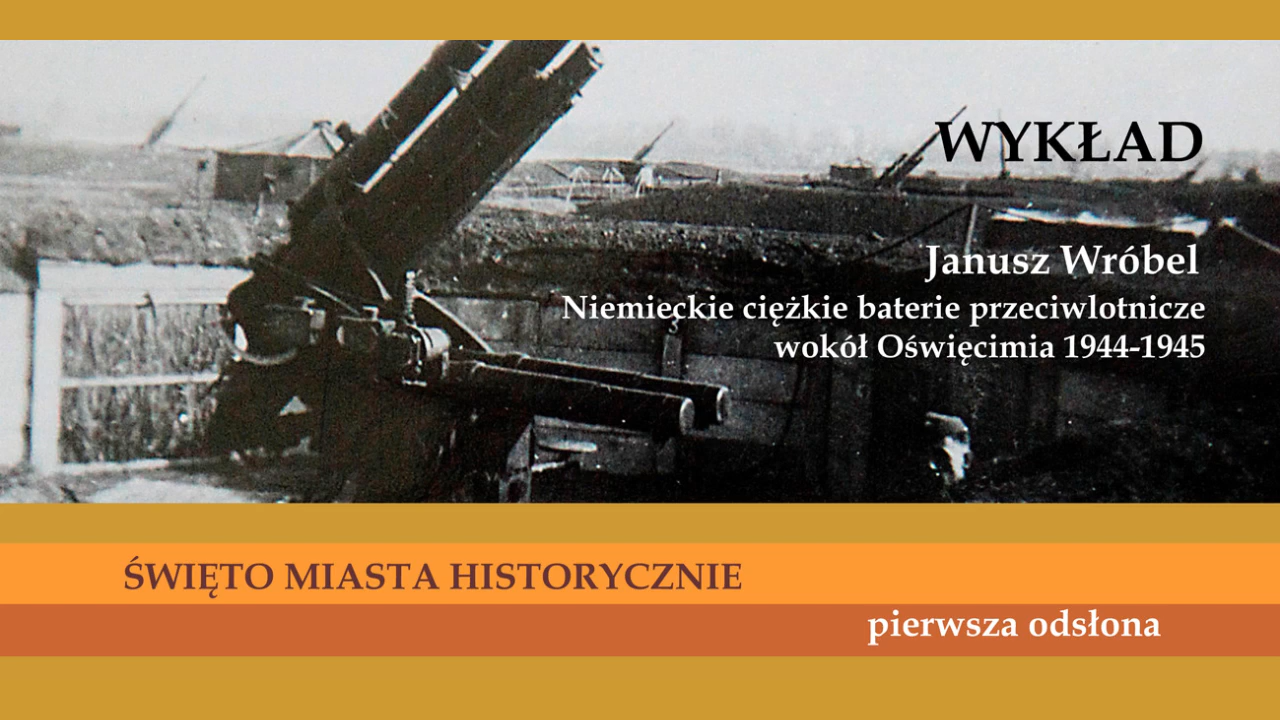 WYKŁAD
Janusz Wróbel
Niemieckie ciężkie baterie przeciwlotnicze
wokół Oświęcimia 1944-1945
ŚWIĘTO MIASTA HISTORYCZNIE
pierwsza odsłona